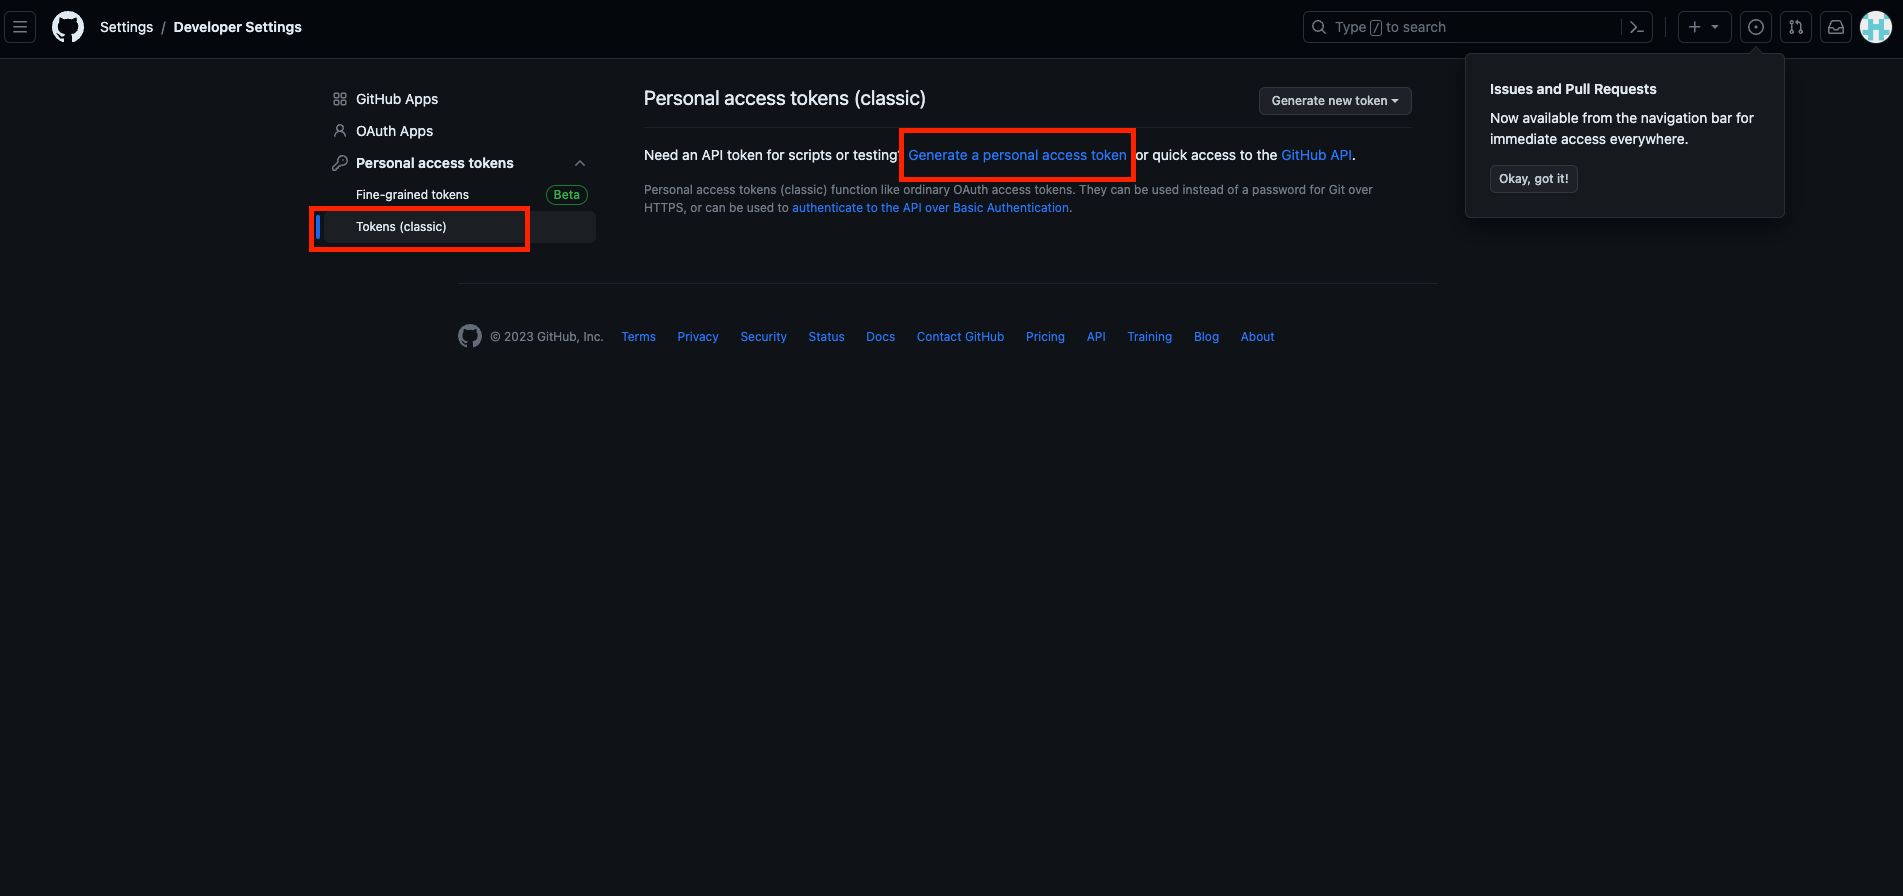 Settings / Developer Settings
Type / to search
GitHub Apps
OAuth Apps
Personal access tokens
Fine-grained tokens Beta
Tokens (classic)
Personal access tokens (classic)
Generate new token
Need an API token for scripts or testing? Generate a personal access token or quick access to the GitHub API.
Personal access tokens (classic) function like ordinary OAuth access tokens. They can be used instead of a password for Git over
HTTPS, or can be used to authenticate to the API over Basic Authentication.
Issues and Pull Requests
Now available from the navigation bar for
immediate access everywhere.
Okay, got it!
© 2023 GitHub, Inc. Terms Privacy Security Status Docs Contact GitHub Pricing API Training Blog About